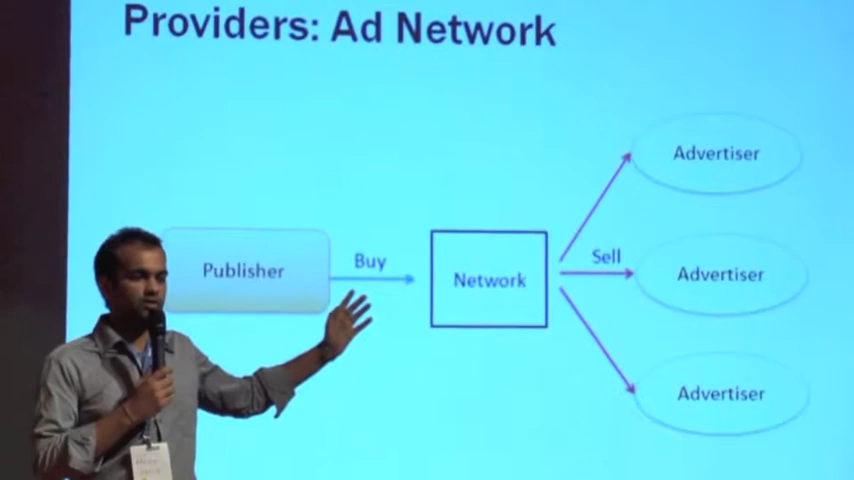 Providers: Ad Network
Advertiser
Publisher
Buy
Network
Sell
Advertiser
Advertiser